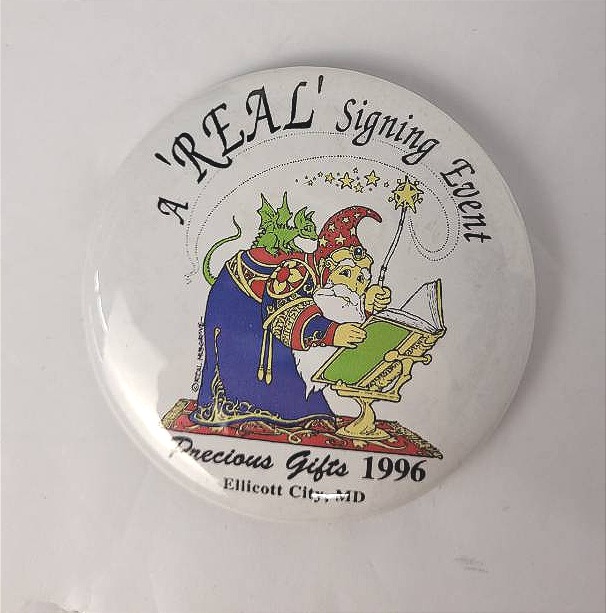 A 'REAL' Signing Event
Precious Gifts 1996
Ellicott City, MD